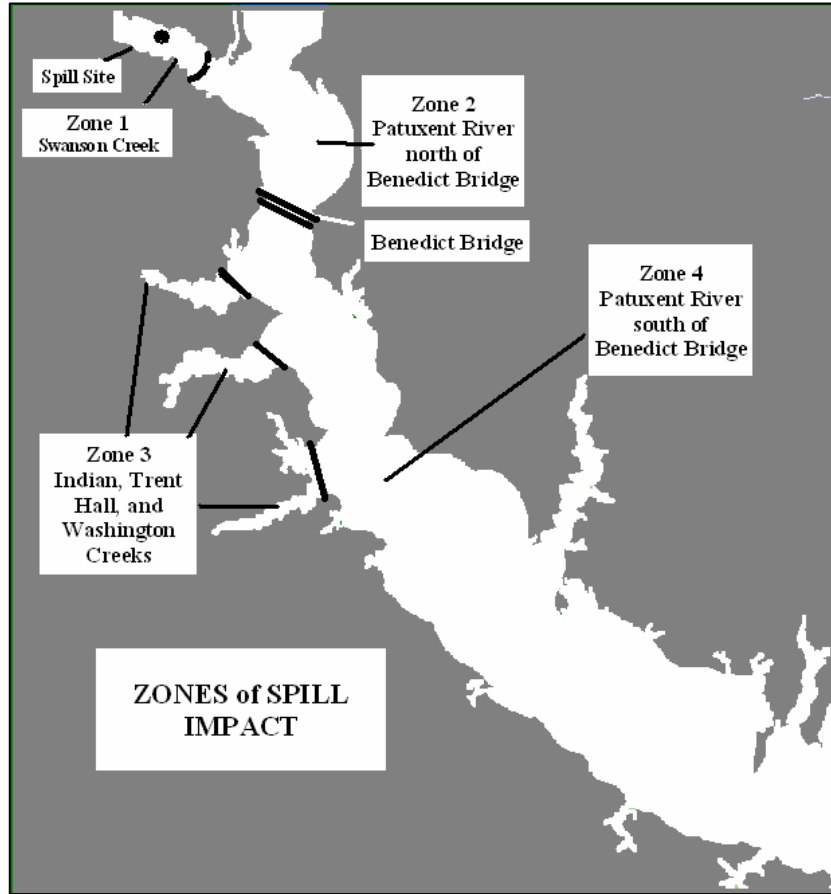 Spill Site
Zone 1
Swanson Creek
Zone 2
Patuxent River
north of
Benedict Bridge
Benedict Bridge
Zone 4
Patuxent River
south of
Benedict Bridge
Zone 3
Indian, Trent
Hall, and
Washington
Creeks
ZONES of SPILL
IMPACT